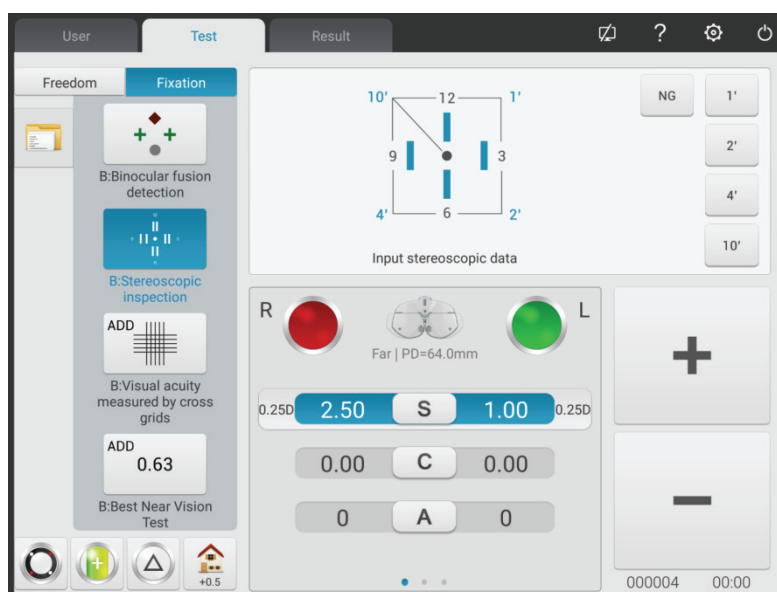 User
Test
Result
?
Freedom
Fixation
B:Binocular fusion
detection
B:Stereoscopic
inspection
ADD
B:Visual acuity
measured by cross
grids
ADD
0.63
B:Best Near Vision
Test
+0.5
10' 12 1'
9 3
4' 6 2'
Input stereoscopic data
NG
1'
2'
4'
10'
R L
Far | PD=64.0mm
0.25D 2.50 S 1.00 0.25D
0.00 C 0.00
0 A 0
+
−
000004 00:00